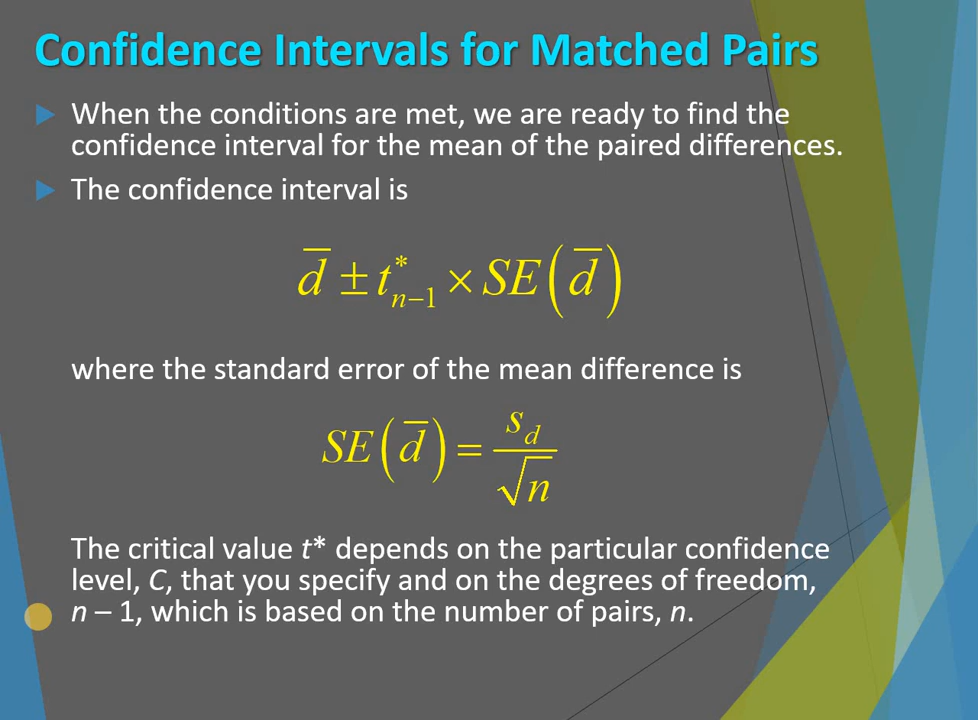 Confidence Intervals for Matched Pairs
When the conditions are met, we are ready to find the
confidence interval for the mean of the paired differences.
The confidence interval is
d̅ ± t*ₙ₋₁ × SE(d̅)
where the standard error of the mean difference is
SE(d̅) = s_d / √n
The critical value t* depends on the particular confidence
level, C, that you specify and on the degrees of freedom,
n – 1, which is based on the number of pairs, n.